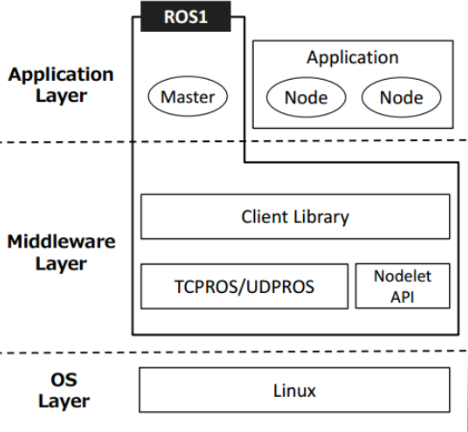 ROS1
Application
Layer
Master
Application
Node
Node
Middleware
Layer
Client Library
TCPROS/UDPROS
Nodelet
API
OS
Layer
Linux